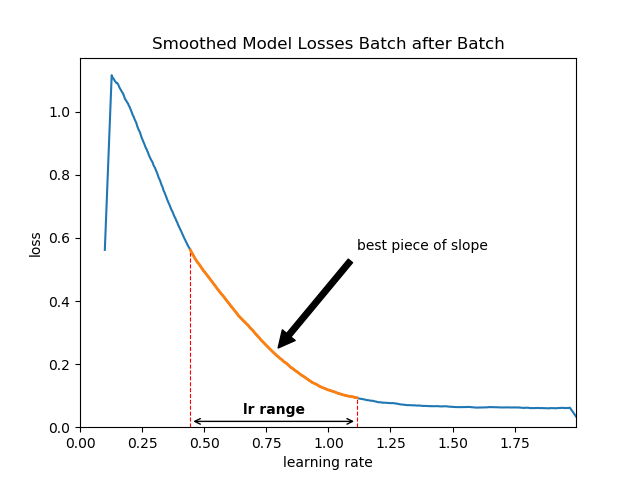 Smoothed Model Losses Batch after Batch
1.0
0.8
0.6
0.4
0.2
0.0
loss
best piece of slope
lr range
0.00 0.25 0.50 0.75 1.00 1.25 1.50 1.75
learning rate